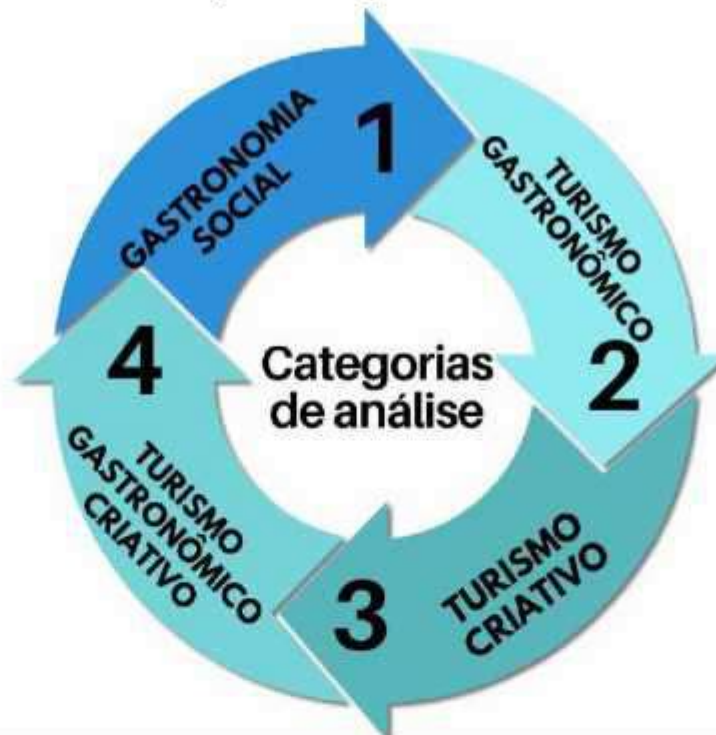 GASTRONOMIA
SOCIAL
1
TURISMO
GASTRONÔMICO
2
TURISMO
CRIATIVO
3
TURISMO
GASTRONÔMICO
CRIATIVO
4
Categorias
de análise